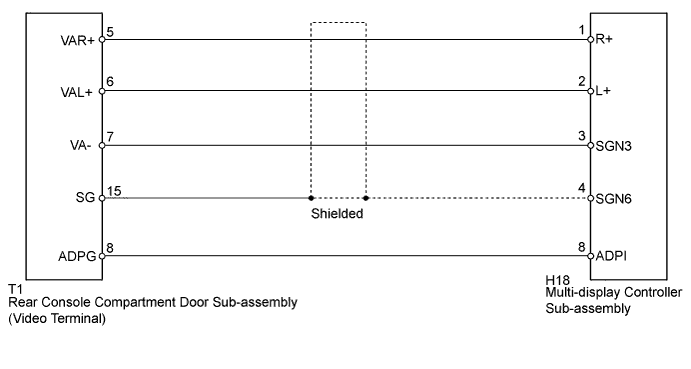 VAR+ 5 1 R+
VAL+ 6 2 L+
VA- 7 3 SGN3
SG 15 4 SGN6
Shielded
ADPG 8 8 ADPI
T1
Rear Console Compartment Door Sub-assembly
(Video Terminal)
H18
Multi-display Controller
Sub-assembly